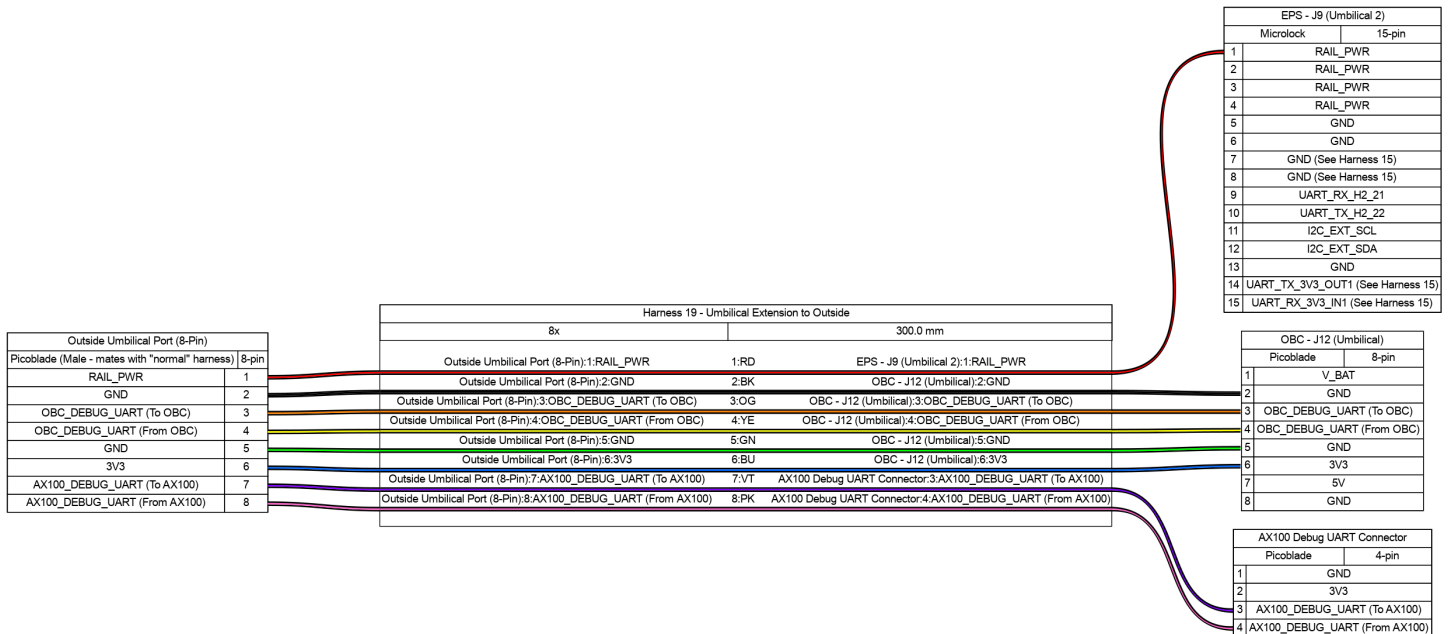 EPS - J9 (Umbilical 2)
Microlock 15-pin
1 RAIL_PWR
2 RAIL_PWR
3 RAIL_PWR
4 RAIL_PWR
5 GND
6 GND
7 GND (See Harness 15)
8 GND (See Harness 15)
9 UART_RX_H2_21
10 UART_TX_H2_22
11 I2C_EXT_SCL
12 I2C_EXT_SDA
13 GND
14 UART_TX_3V3_OUT1 (See Harness 15)
15 UART_RX_3V3_IN1 (See Harness 15)
Outside Umbilical Port (8-Pin)
Picoblade (Male - mates with "normal" harness) 8-pin
RAIL_PWR 1
GND 2
OBC_DEBUG_UART (To OBC) 3
OBC_DEBUG_UART (From OBC) 4
GND 5
3V3 6
AX100_DEBUG_UART (To AX100) 7
AX100_DEBUG_UART (From AX100) 8
Harness 19 - Umbilical Extension to Outside
8x 300.0 mm
Outside Umbilical Port (8-Pin):1:RAIL_PWR 1:RD EPS - J9 (Umbilical 2):1:RAIL_PWR
Outside Umbilical Port (8-Pin):2:GND 2:BK OBC - J12 (Umbilical):2:GND
Outside Umbilical Port (8-Pin):3:OBC_DEBUG_UART (To OBC) 3:OG OBC - J12 (Umbilical):3:OBC_DEBUG_UART (To OBC)
Outside Umbilical Port (8-Pin):4:OBC_DEBUG_UART (From OBC) 4:YE OBC - J12 (Umbilical):4:OBC_DEBUG_UART (From OBC)
Outside Umbilical Port (8-Pin):5:GND 5:GN OBC - J12 (Umbilical):5:GND
Outside Umbilical Port (8-Pin):6:3V3 6:BU OBC - J12 (Umbilical):6:3V3
Outside Umbilical Port (8-Pin):7:AX100_DEBUG_UART (To AX100) 7:VT AX100 Debug UART Connector:3:AX100_DEBUG_UART (To AX100)
Outside Umbilical Port (8-Pin):8:AX100_DEBUG_UART (From AX100) 8:PK AX100 Debug UART Connector:4:AX100_DEBUG_UART (From AX100)
OBC - J12 (Umbilical)
Picoblade 8-pin
1 V_BAT
2 GND
3 OBC_DEBUG_UART (To OBC)
4 OBC_DEBUG_UART (From OBC)
5 GND
6 3V3
7 5V
8 GND
AX100 Debug UART Connector
Picoblade 4-pin
1 GND
2 3V3
3 AX100_DEBUG_UART (To AX100)
4 AX100_DEBUG_UART (From AX100)